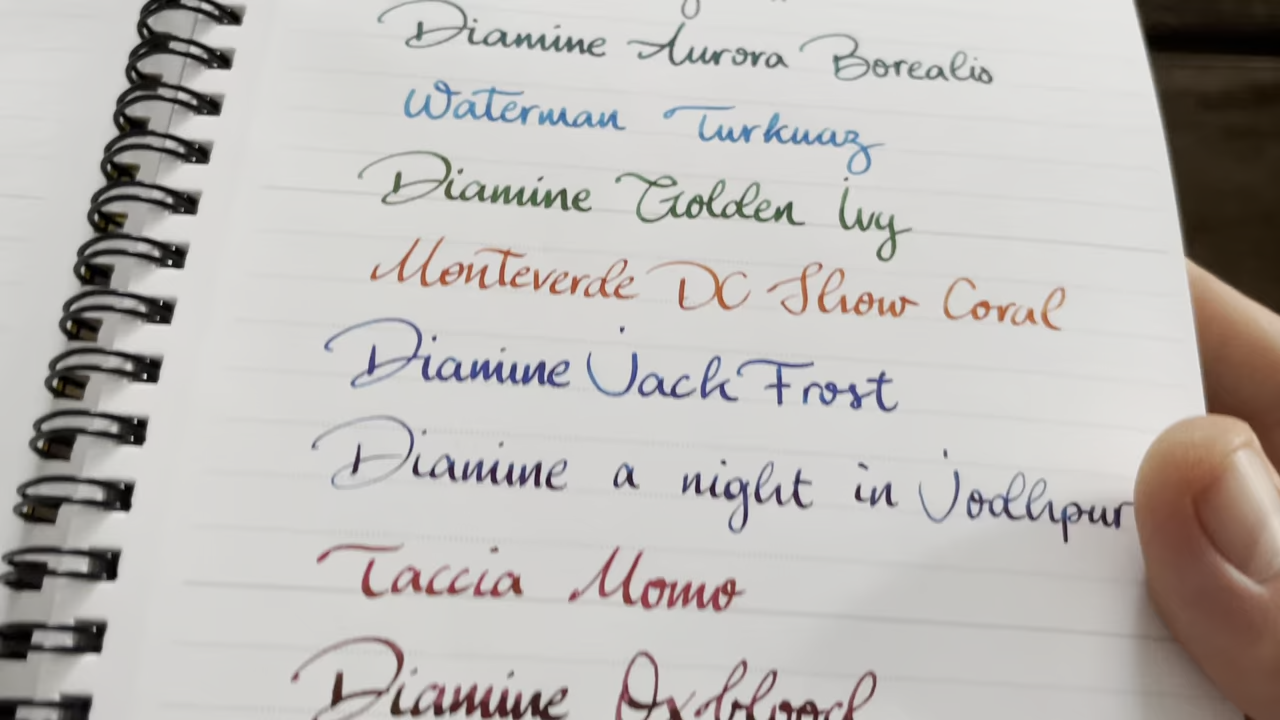 Diamine Aurora Borealis
Waterman Turkuaz
Diamine Golden İvy
Monteverde DC Show Coral
Diamine Jack Frost
Diamine a night in Jodhpur
Taccia Momo
Diamine Oxblood